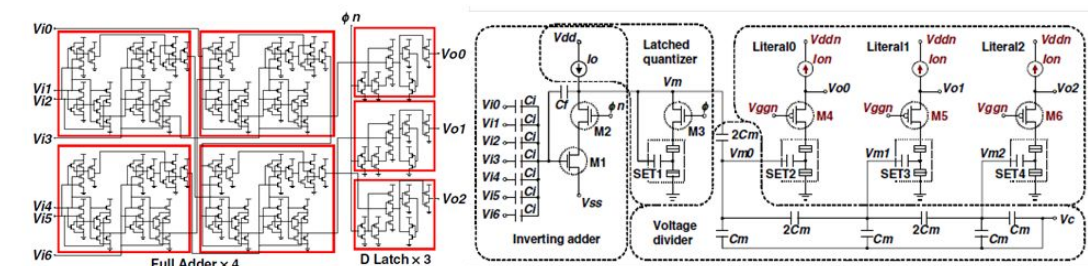 Vi0
Vi1
Vi2
Vi3
Vi4
Vi5
Vi6
ϕ n
Vo0
Vo1
Vo2
Full Adder × 4
D Latch × 3
Vdd
Io
Cf
ϕ n
M2
M1
Vss
Vi0
Ci
Vi1
Ci
Vi2
Ci
Vi3
Ci
Vi4
Ci
Vi5
Ci
Vi6
Ci
Inverting adder
Latched
quantizer
Vm
ϕ
M3
SET1
2Cm
Vm0
Voltage
divider
Literal0
Vddn
Ion
Vo0
Vggn
M4
SET2
Literal1
Vddn
Ion
Vo1
Vggn
M5
Vm1
SET3
Literal2
Vddn
Ion
Vo2
Vggn
M6
Vm2
SET4
Cm
2Cm
Cm
2Cm
Cm
Cm
Vc